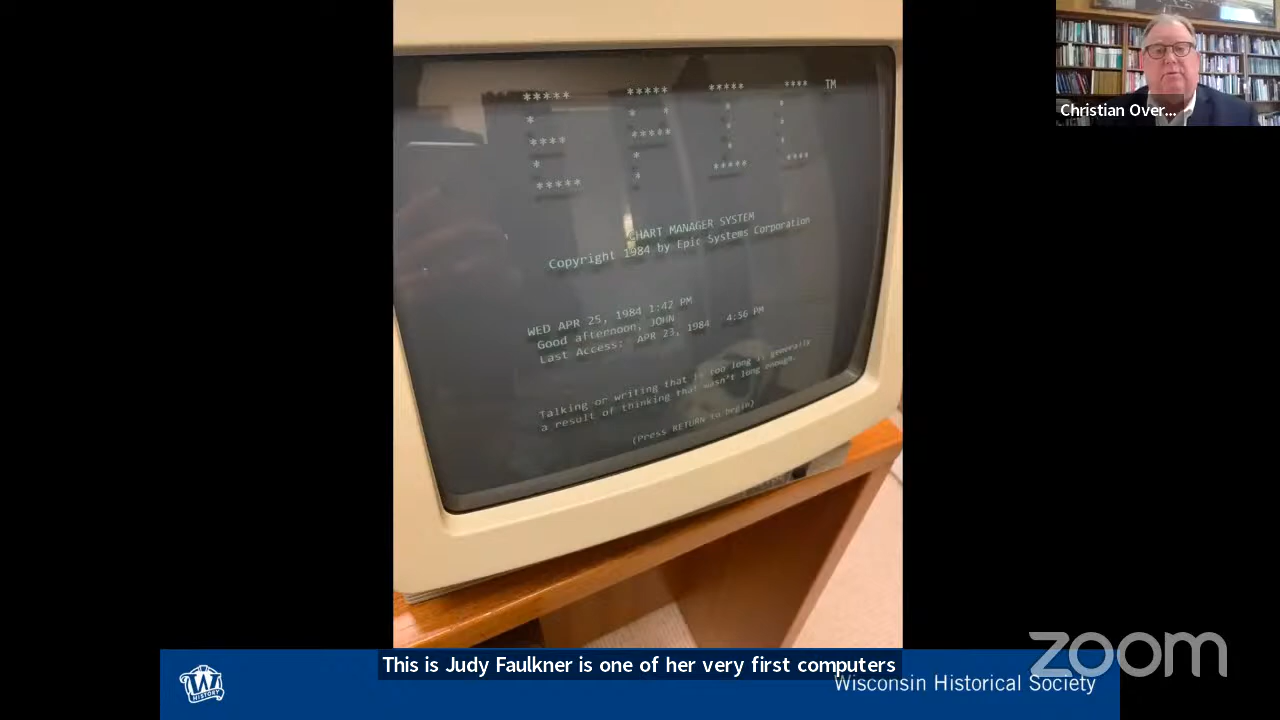 ***** ***** ***** **** TM
* * * * *
**** ***** * *
* * * *
***** * ***** ****
CHART MANAGER SYSTEM
Copyright 1984 by Epic Systems Corporation
WED APR 25, 1984 1:42 PM
Good afternoon, JOHN
Last Access: APR 23, 1984 4:56 PM
Talking or writing that is too long is generally
a result of thinking that wasn't long enough.
(Press RETURN to begin)
Christian Over...
This is Judy Faulkner is one of her very first computers
W
HISTORY
Wisconsin Historical Society
zoom